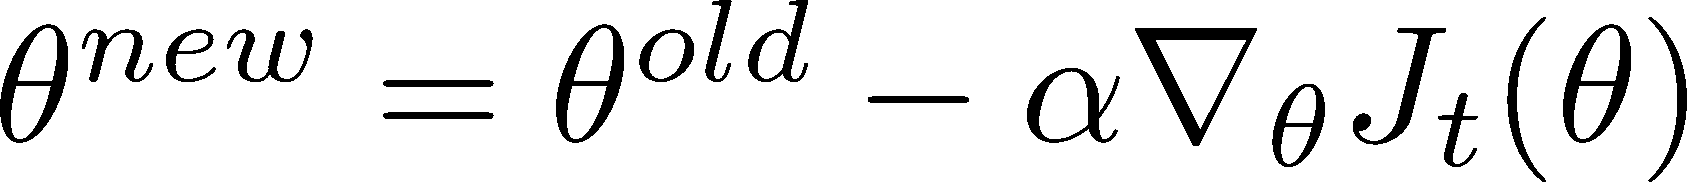 θ^{new} = θ^{old} − α∇_θ J_t(θ)